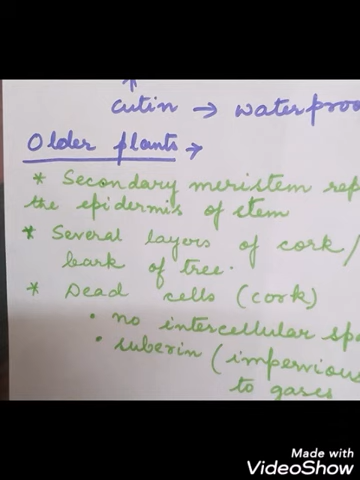 cutin → waterproo
Older plants →
* Secondary meristem rep
the epidermis of stem
* Several layers of cork /
bark of tree.
* Dead cells (cork)
• no intercellular spa
• suberin (impervious
to gases
Made with
VideoShow